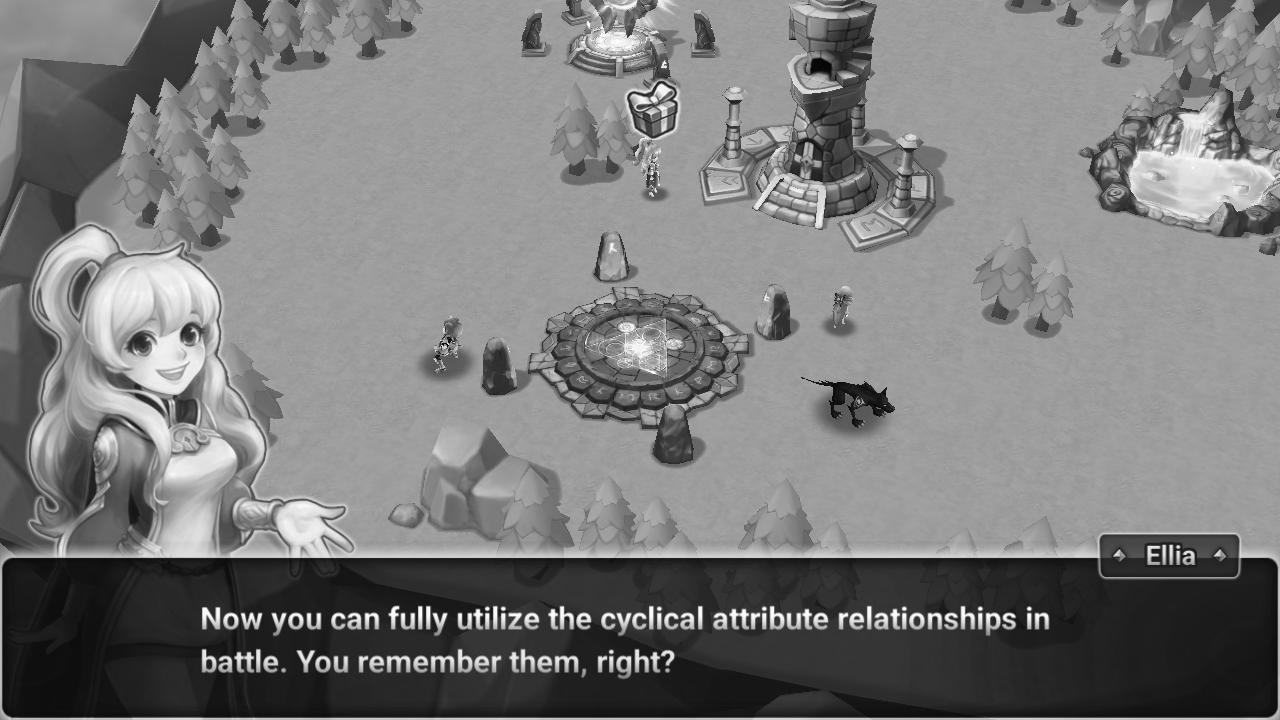 Ellia
Now you can fully utilize the cyclical attribute relationships in
battle. You remember them, right?